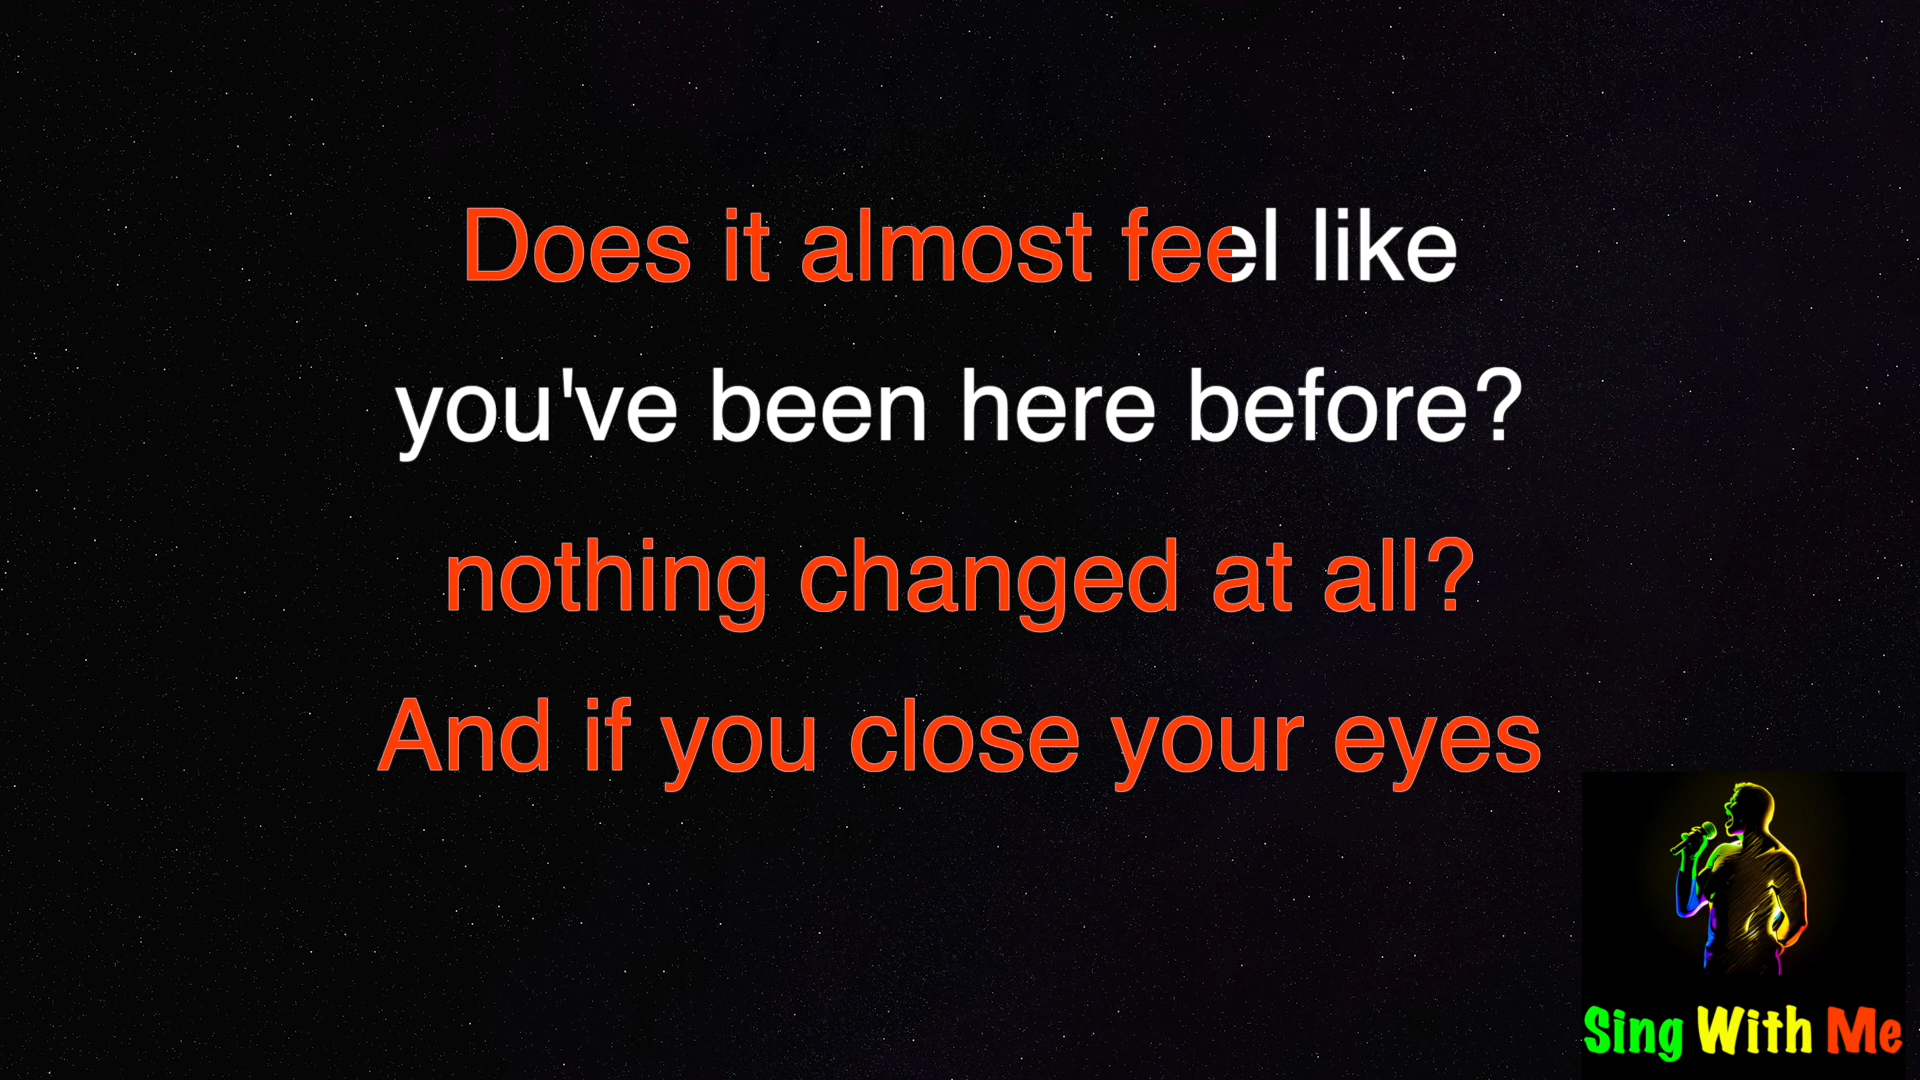 Does it almost feel like
you've been here before?
nothing changed at all?
And if you close your eyes
Sing With Me